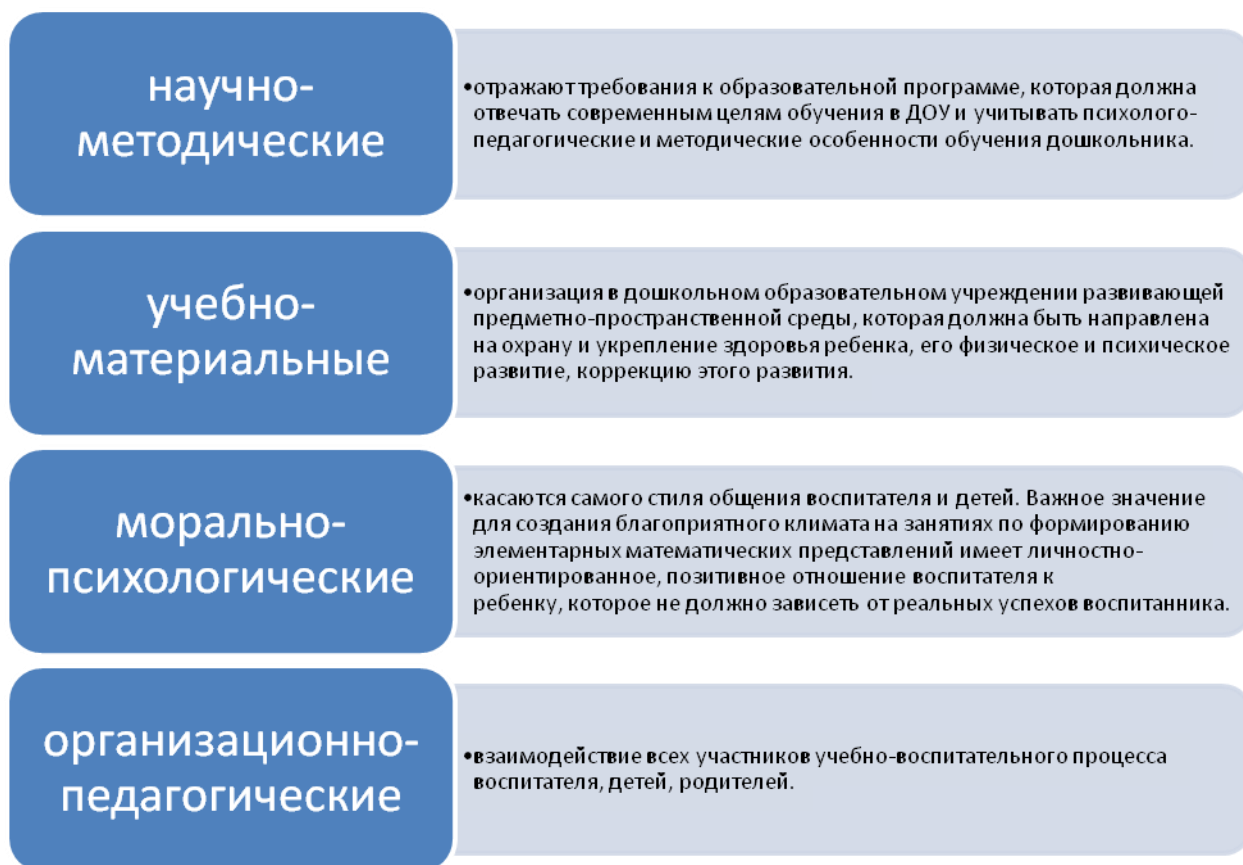 научно-
методические
•отражают требования к образовательной программе, которая должна
отвечать современным целям обучения в ДОУ и учитывать психолого-
педагогические и методические особенности обучения дошкольника.
учебно-
материальные
•организация в дошкольном образовательном учреждении развивающей
предметно-пространственной среды, которая должна быть направлена
на охрану и укрепление здоровья ребенка, его физическое и психическое
развитие, коррекцию этого развития.
морально-
психологические
•касаются самого стиля общения воспитателя и детей. Важное значение
для создания благоприятного климата на занятиях по формированию
элементарных математических представлений имеет личностно-
ориентированное, позитивное отношение воспитателя к
ребенку, которое не должно зависеть от реальных успехов воспитанника.
организационно-
педагогические
•взаимодействие всех участников учебно-воспитательного процесса
воспитателя, детей, родителей.